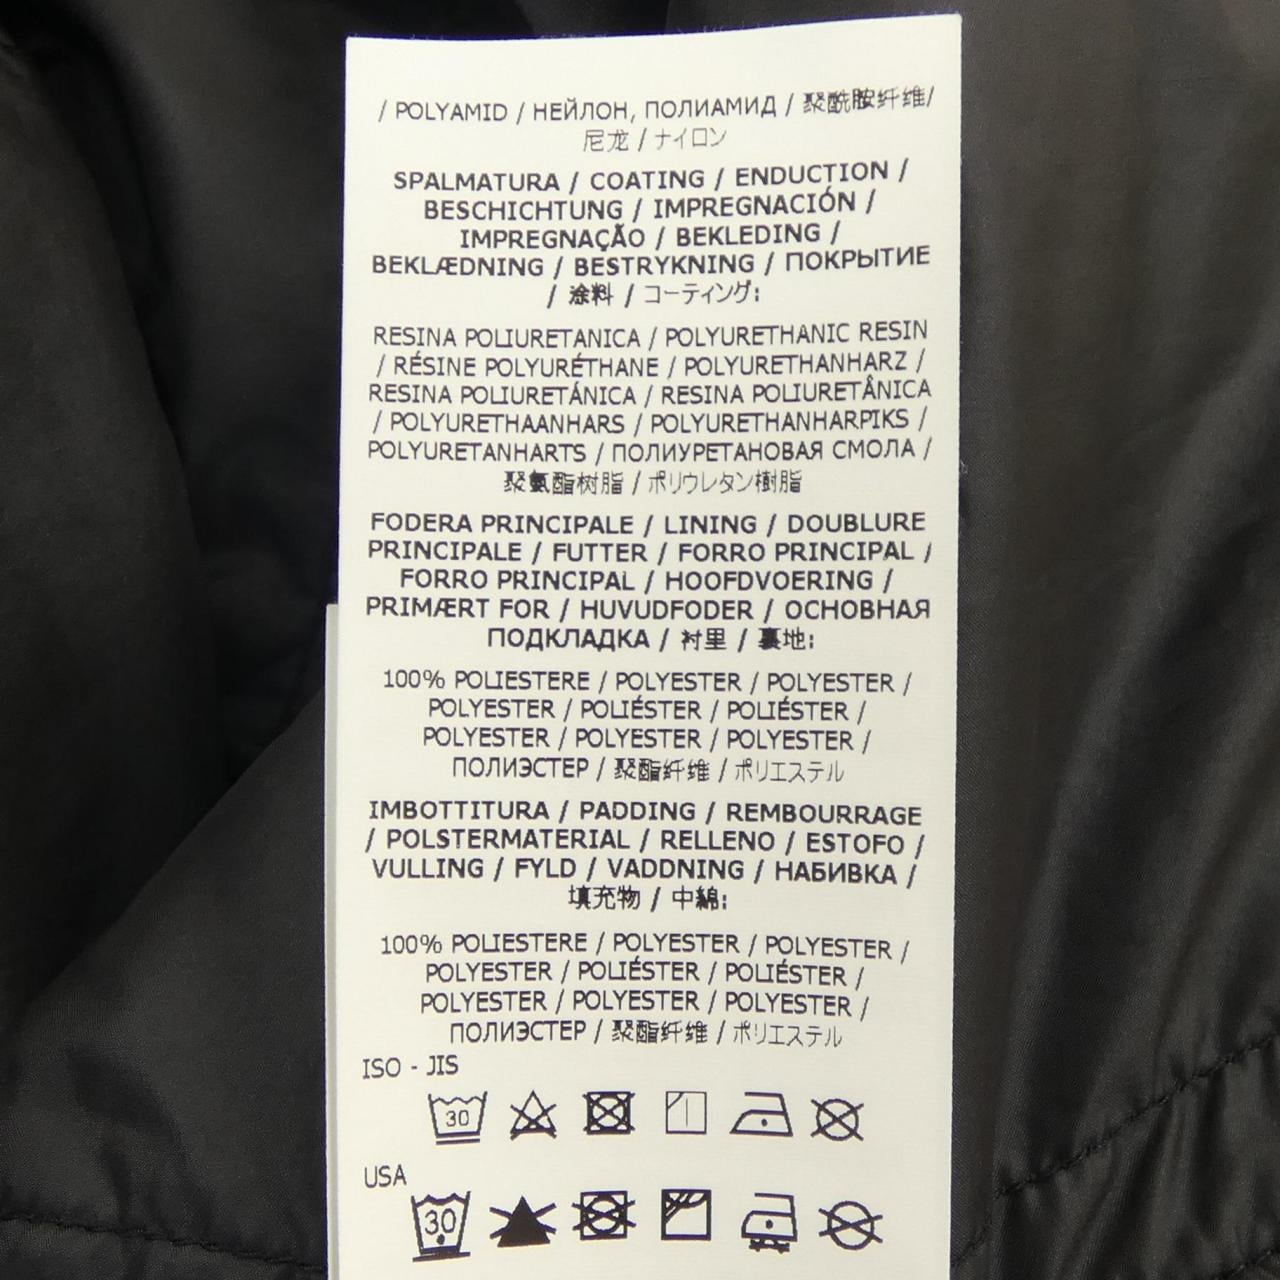 / POLYAMID / НЕЙЛОН, ПОЛИАМИД / 聚酰胺纤维/
尼龙 / ナイロン
SPALMATURA / COATING / ENDUCTION /
BESCHICHTUNG / IMPREGNACIÓN /
IMPREGNAÇÃO / BEKLEDING /
BEKLÆDNING / BESTRYKNING / ПОКРЫТИЕ
/ 涂料 / コーティング:
RESINA POLIURETANICA / POLYURETHANIC RESIN
/ RÉSINE POLYURÉTHANE / POLYURETHANHARZ /
RESINA POLIURETÁNICA / RESINA POLIURETÂNICA
/ POLYURETHAANHARS / POLYURETHANHARPIKS /
POLYURETANHARTS / ПОЛИУРЕТАНОВАЯ СМОЛА /
聚氨酯树脂 / ポリウレタン樹脂
FODERA PRINCIPALE / LINING / DOUBLURE
PRINCIPALE / FUTTER / FORRO PRINCIPAL /
FORRO PRINCIPAL / HOOFDVOERING /
PRIMÆRT FOR / HUVUDFODER / ОСНОВНАЯ
ПОДКЛАДКА / 衬里 / 裏地:
100% POLIESTERE / POLYESTER / POLYESTER /
POLYESTER / POLIÉSTER / POLIÉSTER /
POLYESTER / POLYESTER / POLYESTER /
ПОЛИЭСТЕР / 聚酯纤维 / ポリエステル
IMBOTTITURA / PADDING / REMBOURRAGE
/ POLSTERMATERIAL / RELLENO / ESTOFO /
VULLING / FYLD / VADDNING / НАБИВКА /
填充物 / 中綿:
100% POLIESTERE / POLYESTER / POLYESTER /
POLYESTER / POLIÉSTER / POLIÉSTER /
POLYESTER / POLYESTER / POLYESTER /
ПОЛИЭСТЕР / 聚酯纤维 / ポリエステル
ISO - JIS
30
USA
30